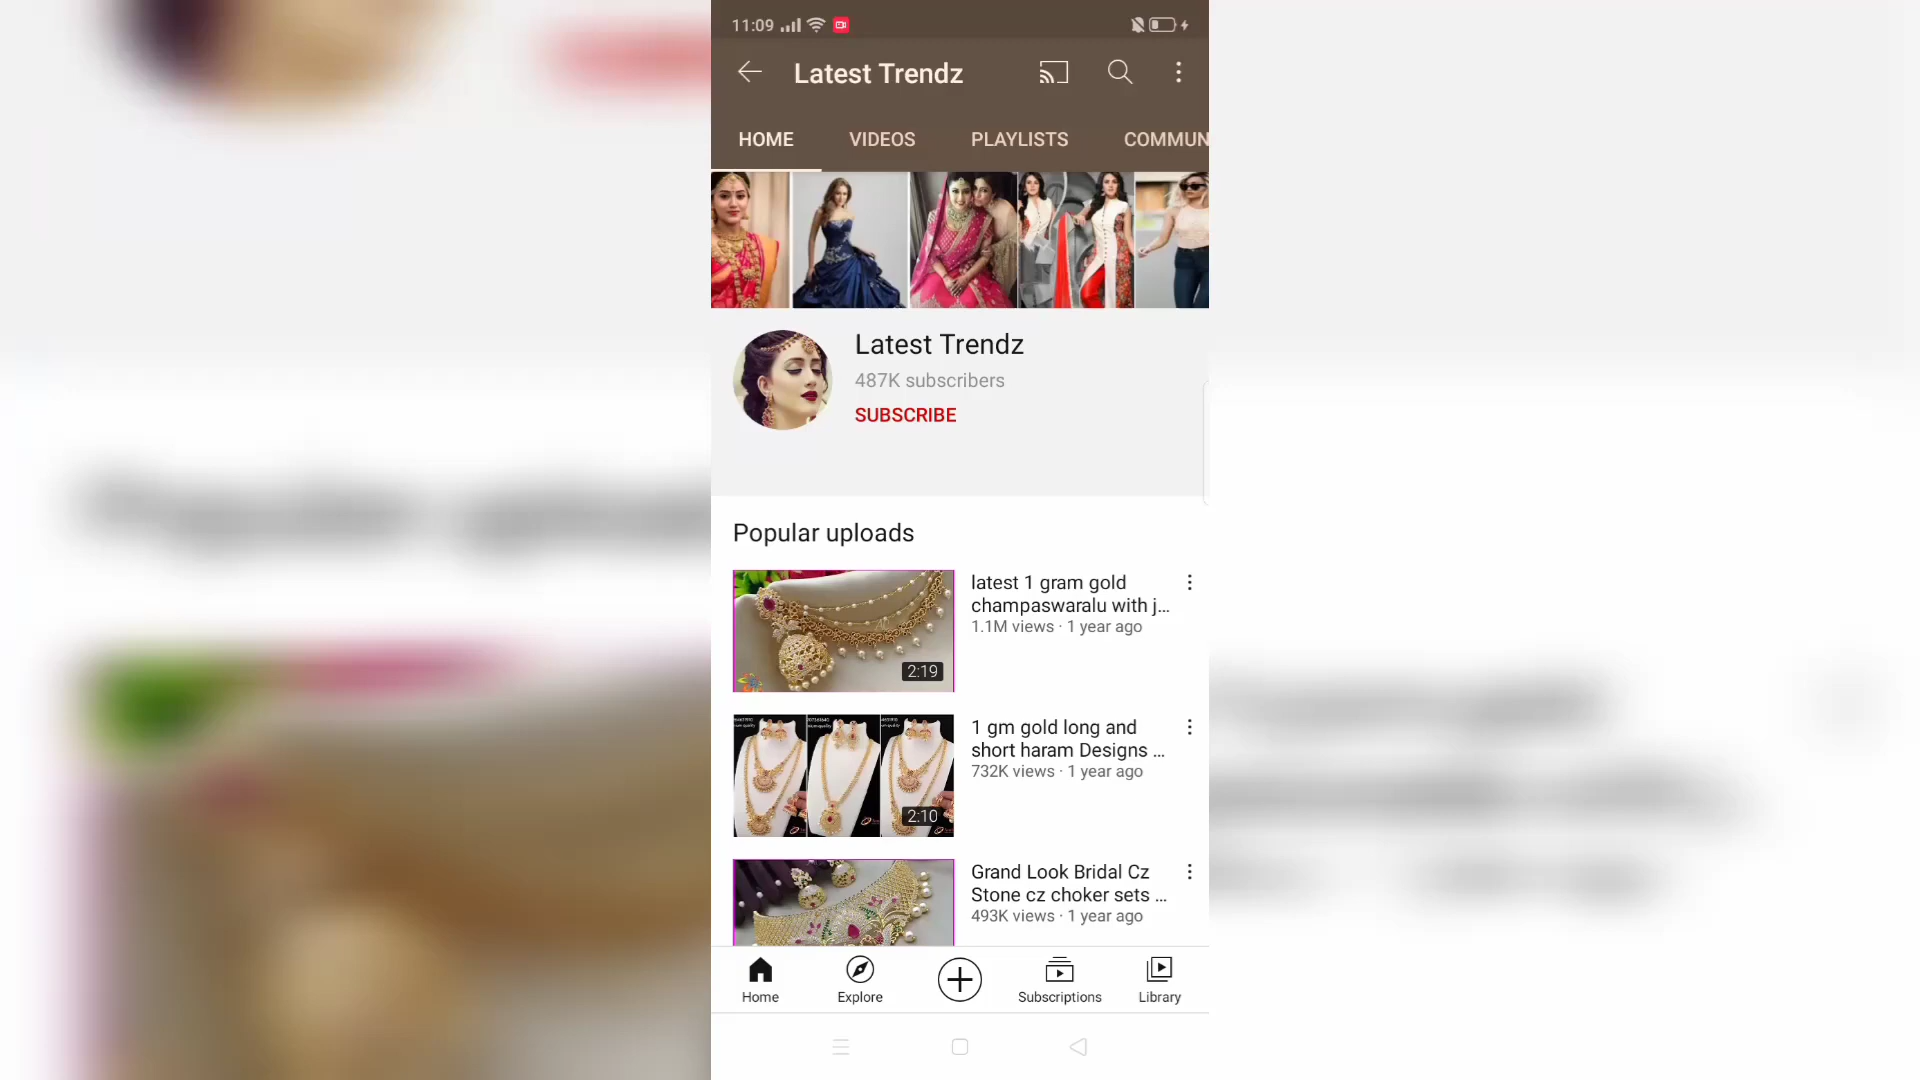 11:09
Latest Trendz
HOME VIDEOS PLAYLISTS COMMUN
Latest Trendz
487K subscribers
SUBSCRIBE
Popular uploads
latest 1 gram gold
champaswaralu with j...
1.1M views · 1 year ago
2:19
1 gm gold long and
short haram Designs ...
732K views · 1 year ago
2:10
Grand Look Bridal Cz
Stone cz choker sets ...
493K views · 1 year ago
Home Explore Subscriptions Library